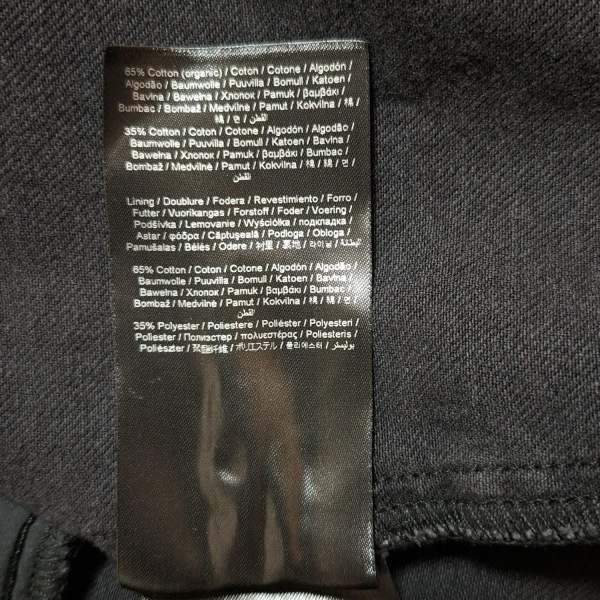 65% Cotton (organic) / Coton / Cotone / Algodón /
Algodão / Baumwolle / Puuvilla / Bomull / Katoen /
Bavlna / Bawełna / Хлопок / Pamuk / βαμβάκι /
Bumbac / Bombaž / Medvilnė / Pamut / Kokvilna / 棉
/ 棉 / 綿 / 면 / القطن
35% Cotton / Coton / Cotone / Algodón / Algodão /
Baumwolle / Puuvilla / Bomull / Katoen / Bavlna /
Bawełna / Хлопок / Pamuk / βαμβάκι / Bumbac /
Bombaž / Medvilnė / Pamut / Kokvilna / 棉 / 綿 / 면 /
القطن
Lining / Doublure / Fodera / Revestimiento / Forro /
Futter / Vuorikangas / Forstoff / Foder / Voering /
Podšívka / Lemovanie / Wyściółka / подкладка /
Astar / φόδρα / Căptuşeală / Podloga / Obloga /
Pamušalas / Bélés / Odere / 衬里 / 裏地 / 라이닝 / البطانة
65% Cotton / Coton / Cotone / Algodón / Algodão /
Baumwolle / Puuvilla / Bomull / Katoen / Bavlna /
Bawełna / Хлопок / Pamuk / βαμβάκι / Bumbac /
Bombaž / Medvilnė / Pamut / Kokvilna / 棉 / 綿 / 면 /
القطن
35% Polyester / Poliestere / Poliéster / Polyesteri /
Poliester / Полиэстер / πολυεστέρας / Poliesteris /
Poliészter / 聚酯纤维 / ポリエステル / 폴리에스터 / بوليستر